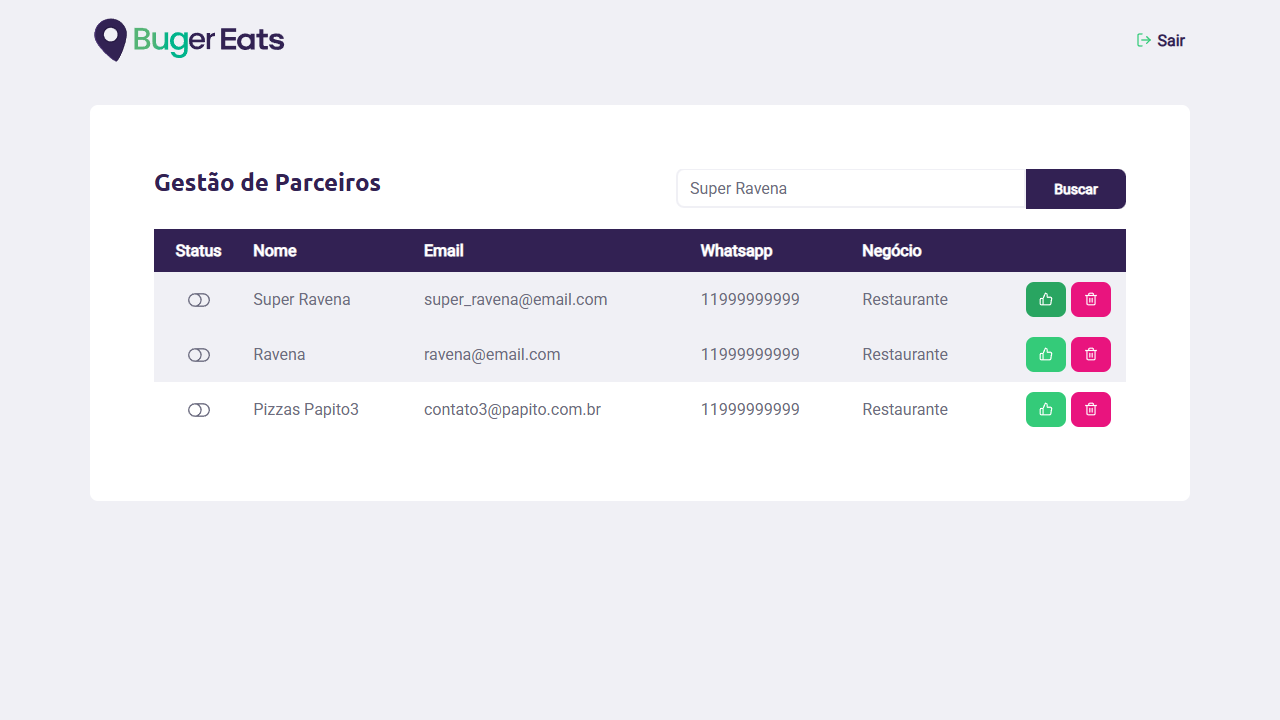 Buger Eats
Sair
Gestão de Parceiros
Super Ravena
Buscar
Status Nome Email Whatsapp Negócio
Super Ravena super_ravena@email.com 11999999999 Restaurante
Ravena ravena@email.com 11999999999 Restaurante
Pizzas Papito3 contato3@papito.com.br 11999999999 Restaurante